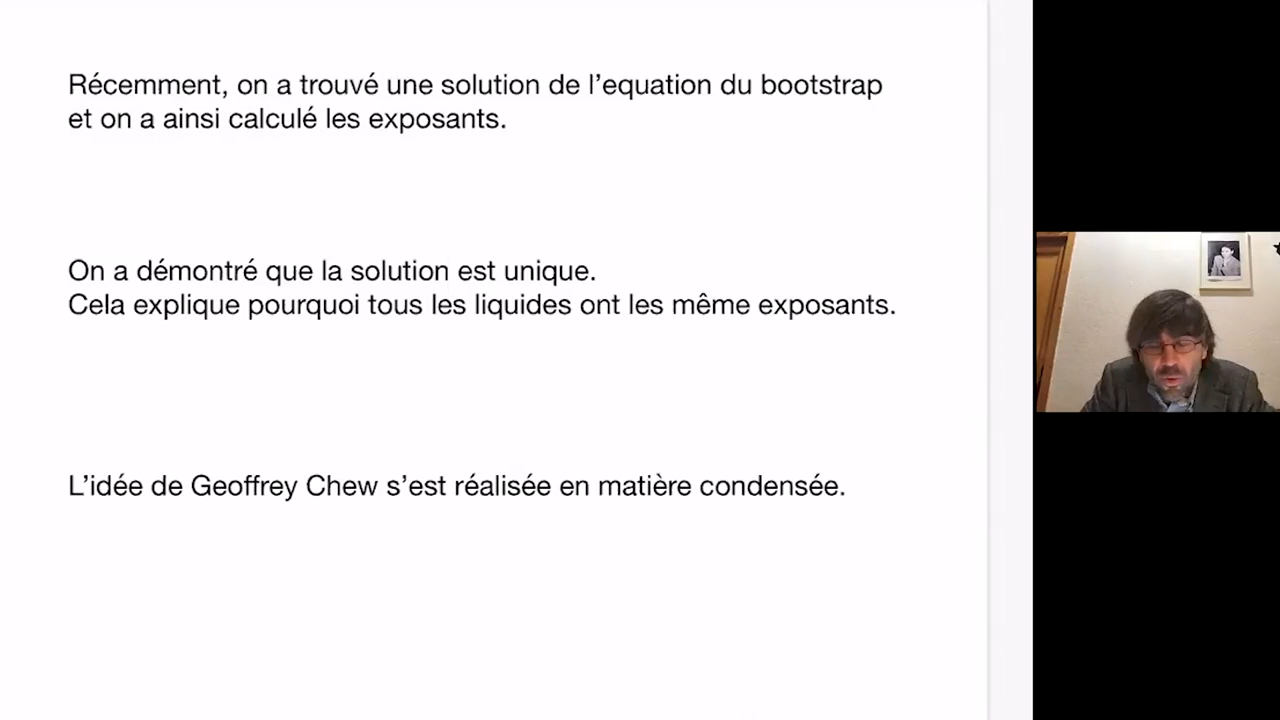 Récemment, on a trouvé une solution de l’equation du bootstrap
et on a ainsi calculé les exposants.
On a démontré que la solution est unique.
Cela explique pourquoi tous les liquides ont les même exposants.
L’idée de Geoffrey Chew s’est réalisée en matière condensée.